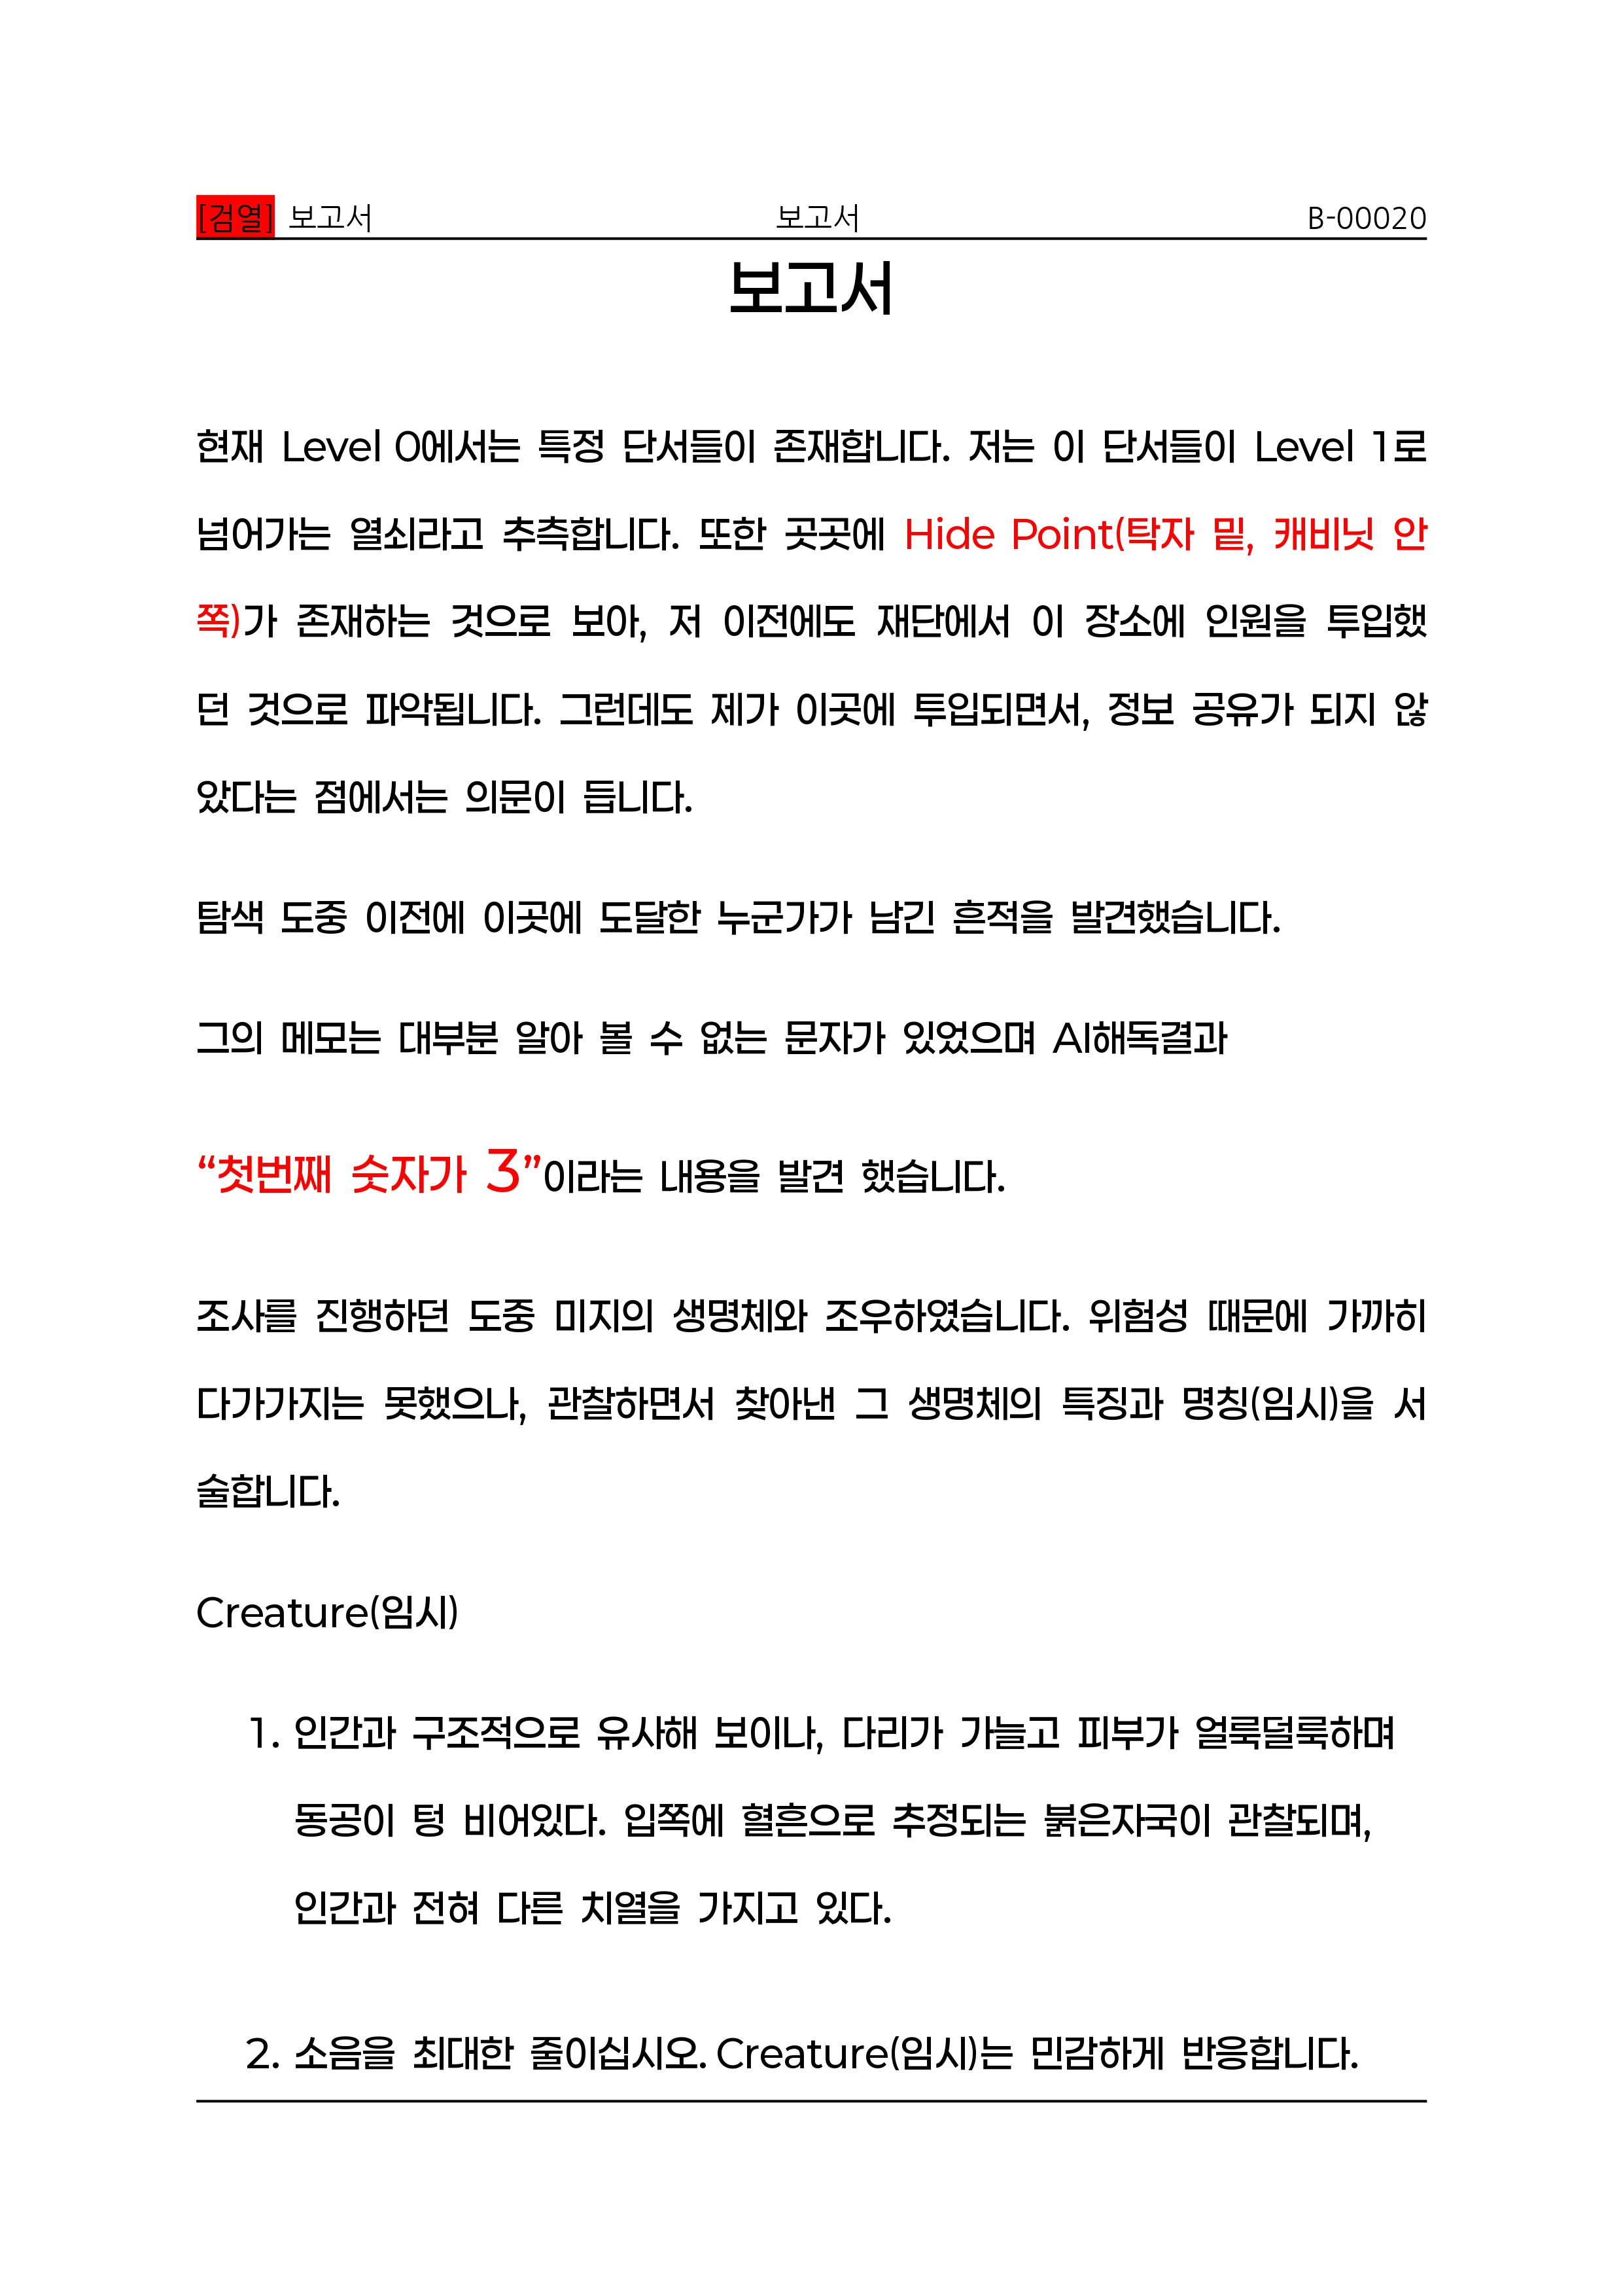 [검열] 보고서 보고서 B-00020
보고서
현재 Level 0에서는 특정 단서들이 존재합니다. 저는 이 단서들이 Level 1로
넘어가는 열쇠라고 추측합니다. 또한 곳곳에 Hide Point(탁자 밑, 캐비닛 안
쪽)가 존재하는 것으로 보아, 저 이전에도 재단에서 이 장소에 인원을 투입했
던 것으로 파악됩니다. 그런데도 제가 이곳에 투입되면서, 정보 공유가 되지 않
았다는 점에서는 의문이 듭니다.
탐색 도중 이전에 이곳에 도달한 누군가가 남긴 흔적을 발견했습니다.
그의 메모는 대부분 알아 볼 수 없는 문자가 있었으며 AI해독결과
“첫번째 숫자가 3”이라는 내용을 발견 했습니다.
조사를 진행하던 도중 미지의 생명체와 조우하였습니다. 위험성 때문에 가까히
다가가지는 못했으나, 관찰하면서 찾아낸 그 생명체의 특징과 명칭(임시)을 서
술합니다.
Creature(임시)
1. 인간과 구조적으로 유사해 보이나, 다리가 가늘고 피부가 얼룩덜룩하며
동공이 텅 비어있다. 입쪽에 혈흔으로 추정되는 붉은자국이 관찰되며,
인간과 전혀 다른 치열을 가지고 있다.
2. 소음을 최대한 줄이십시오. Creature(임시)는 민감하게 반응합니다.